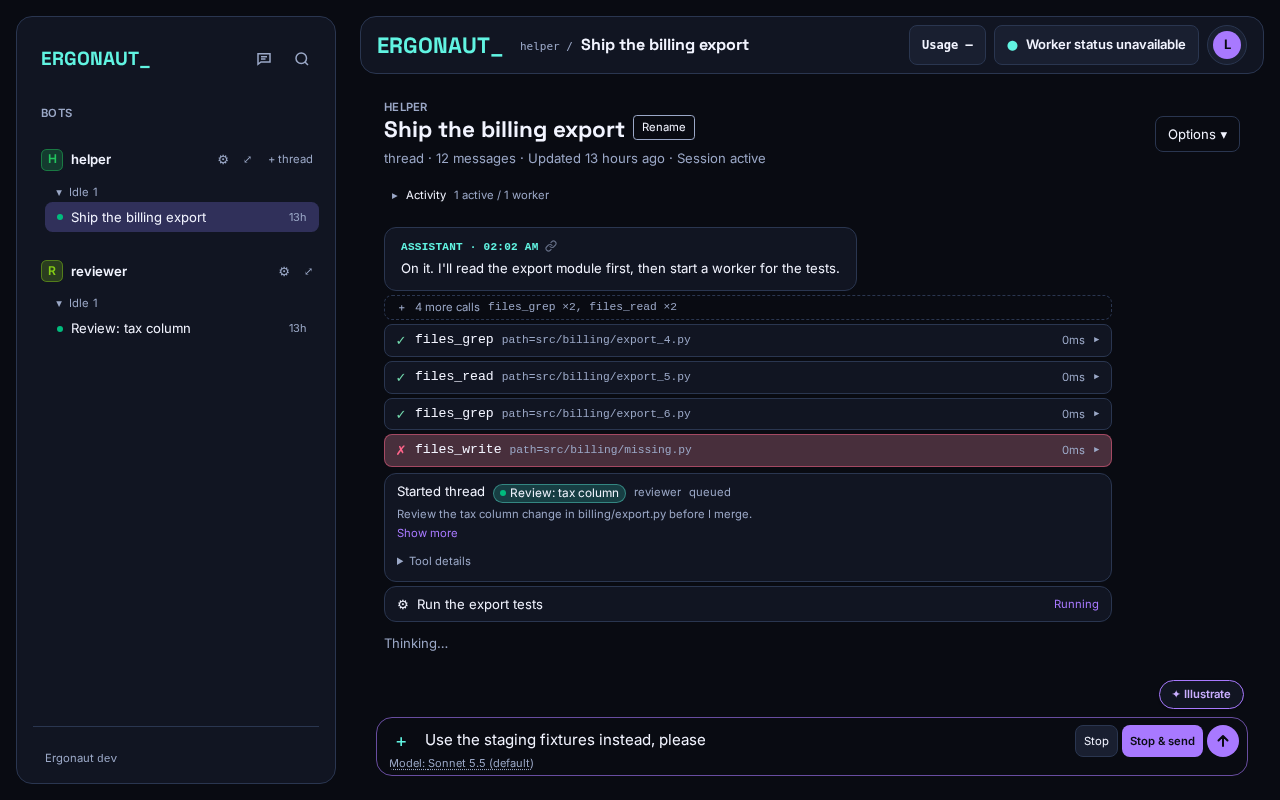 ERGONAUT_
BOTS
H helper + thread
▾ Idle 1
Ship the billing export 13h
R reviewer
▾ Idle 1
Review: tax column 13h
Ergonaut dev
ERGONAUT_ helper / Ship the billing export
Usage —
Worker status unavailable
L
HELPER
Ship the billing export Rename
Options ▾
thread · 12 messages · Updated 13 hours ago · Session active
▸ Activity 1 active / 1 worker
ASSISTANT · 02:02 AM
On it. I'll read the export module first, then start a worker for the tests.
+ 4 more calls files_grep ×2, files_read ×2
✓ files_grep path=src/billing/export_4.py 0ms ▸
✓ files_read path=src/billing/export_5.py 0ms ▸
✓ files_grep path=src/billing/export_6.py 0ms ▸
✗ files_write path=src/billing/missing.py 0ms ▸
Started thread Review: tax column reviewer queued
Review the tax column change in billing/export.py before I merge.
Show more
▶ Tool details
⚙ Run the export tests Running
Thinking…
✦ Illustrate
+ Use the staging fixtures instead, please
Stop Stop & send
Model: Sonnet 5.5 (default)